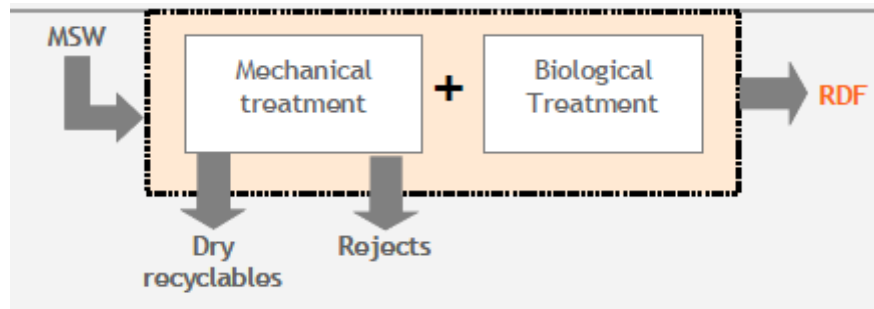 MSW
Mechanical
treatment
+
Biological
Treatment
RDF
Dry
recyclables
Rejects